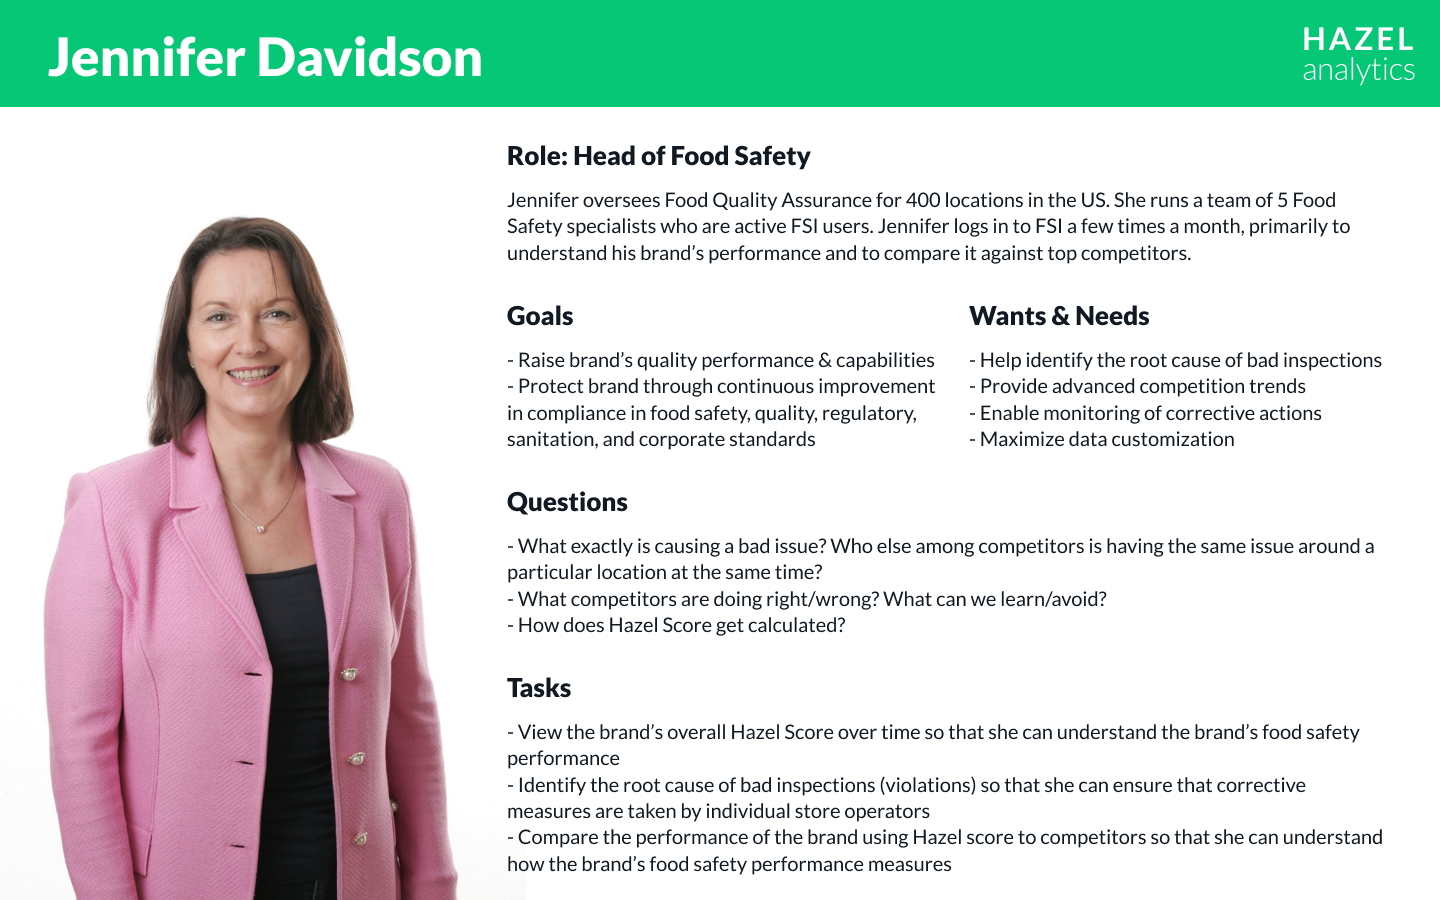 Jennifer Davidson
HAZEL
analytics
Role: Head of Food Safety
Jennifer oversees Food Quality Assurance for 400 locations in the US. She runs a team of 5 Food
Safety specialists who are active FSI users. Jennifer logs in to FSI a few times a month, primarily to
understand his brand’s performance and to compare it against top competitors.
Goals
- Raise brand’s quality performance & capabilities
- Protect brand through continuous improvement
in compliance in food safety, quality, regulatory,
sanitation, and corporate standards
Wants & Needs
- Help identify the root cause of bad inspections
- Provide advanced competition trends
- Enable monitoring of corrective actions
- Maximize data customization
Questions
- What exactly is causing a bad issue? Who else among competitors is having the same issue around a
particular location at the same time?
- What competitors are doing right/wrong? What can we learn/avoid?
- How does Hazel Score get calculated?
Tasks
- View the brand’s overall Hazel Score over time so that she can understand the brand’s food safety
performance
- Identify the root cause of bad inspections (violations) so that she can ensure that corrective
measures are taken by individual store operators
- Compare the performance of the brand using Hazel score to competitors so that she can understand
how the brand’s food safety performance measures